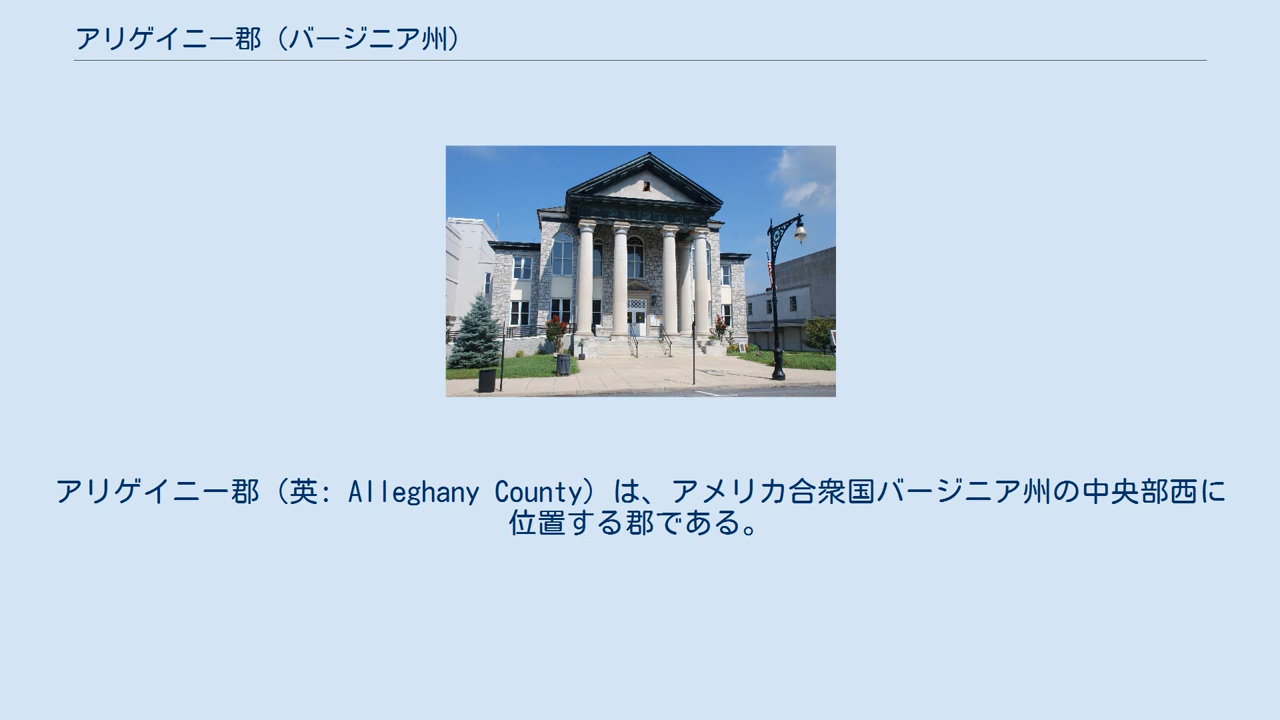 アリゲイニー郡（バージニア州）
アリゲイニー郡（英: Alleghany County）は、アメリカ合衆国バージニア州の中央部西に
位置する郡である。